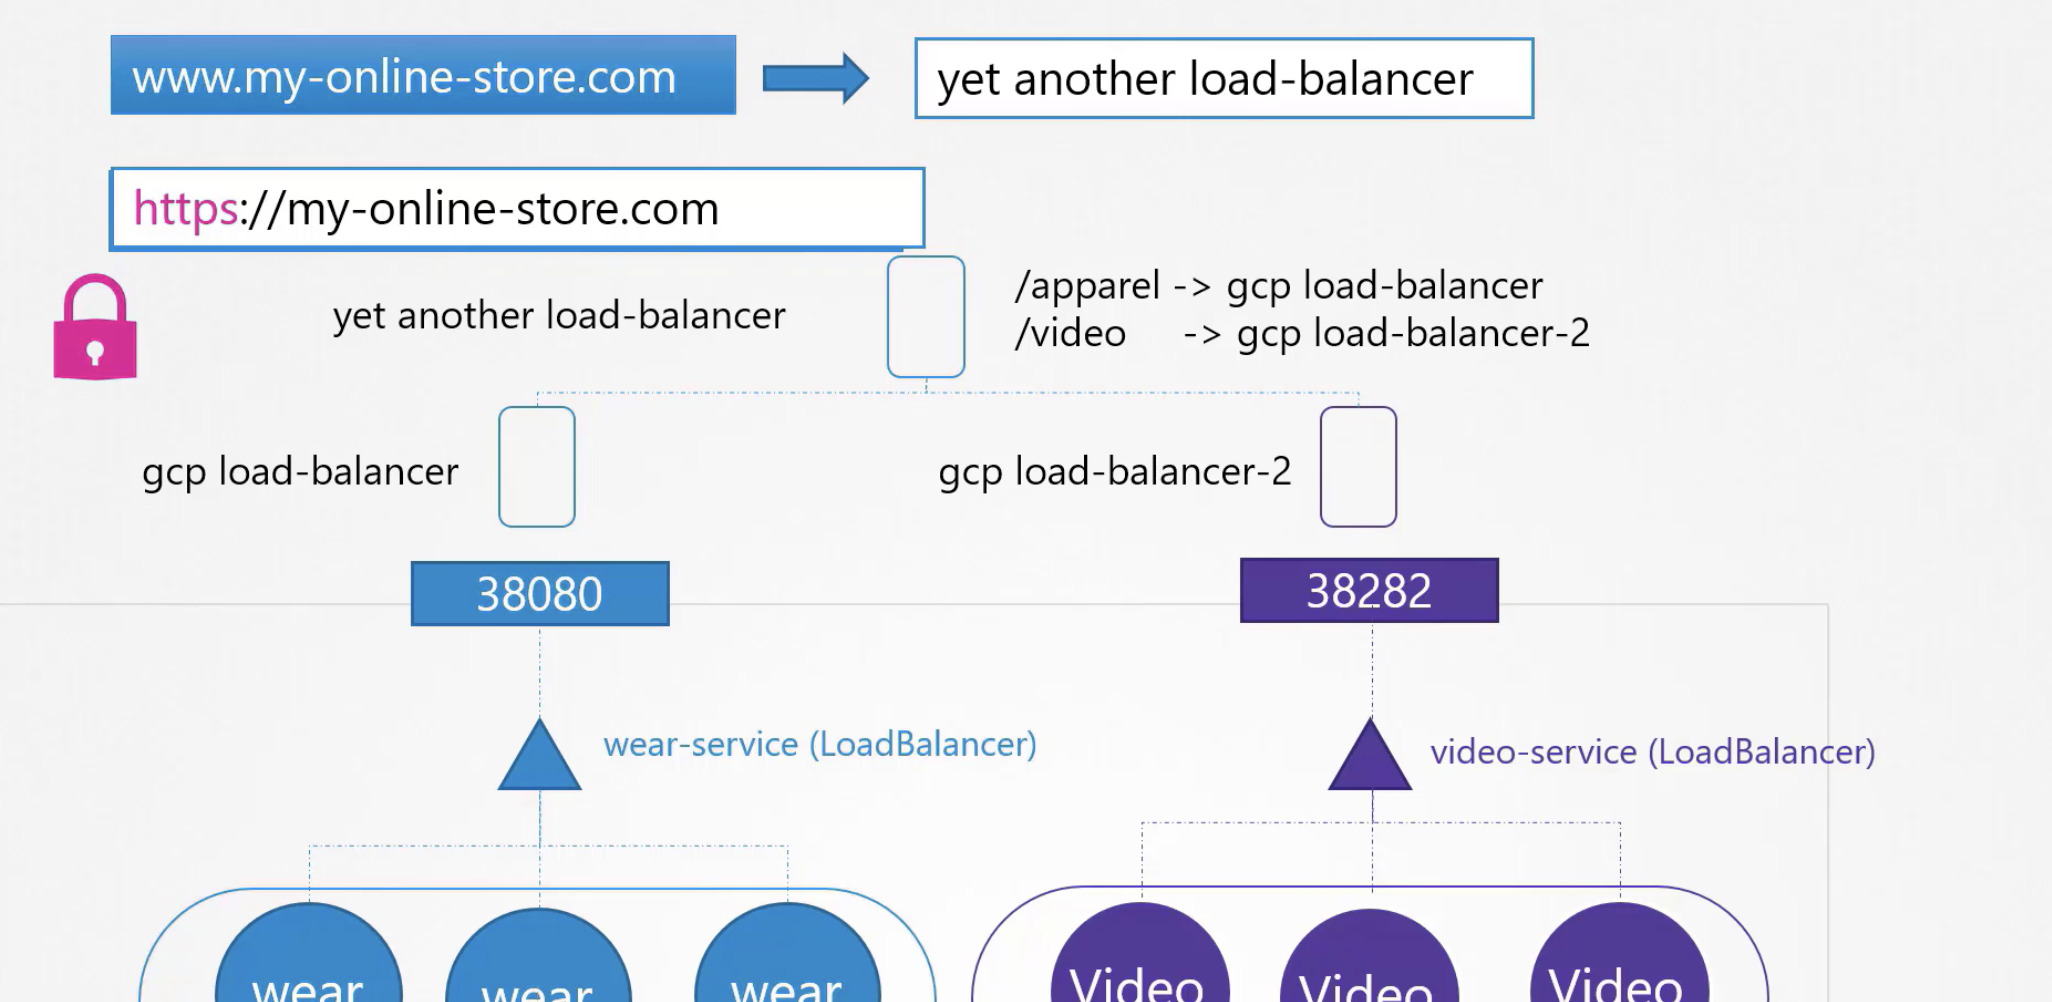 www.my-online-store.com
yet another load-balancer
https://my-online-store.com
yet another load-balancer
/apparel -> gcp load-balancer
/video -> gcp load-balancer-2
gcp load-balancer
gcp load-balancer-2
38080
38282
wear-service (LoadBalancer)
video-service (LoadBalancer)
wear
wear
wear
Video
Video
Video